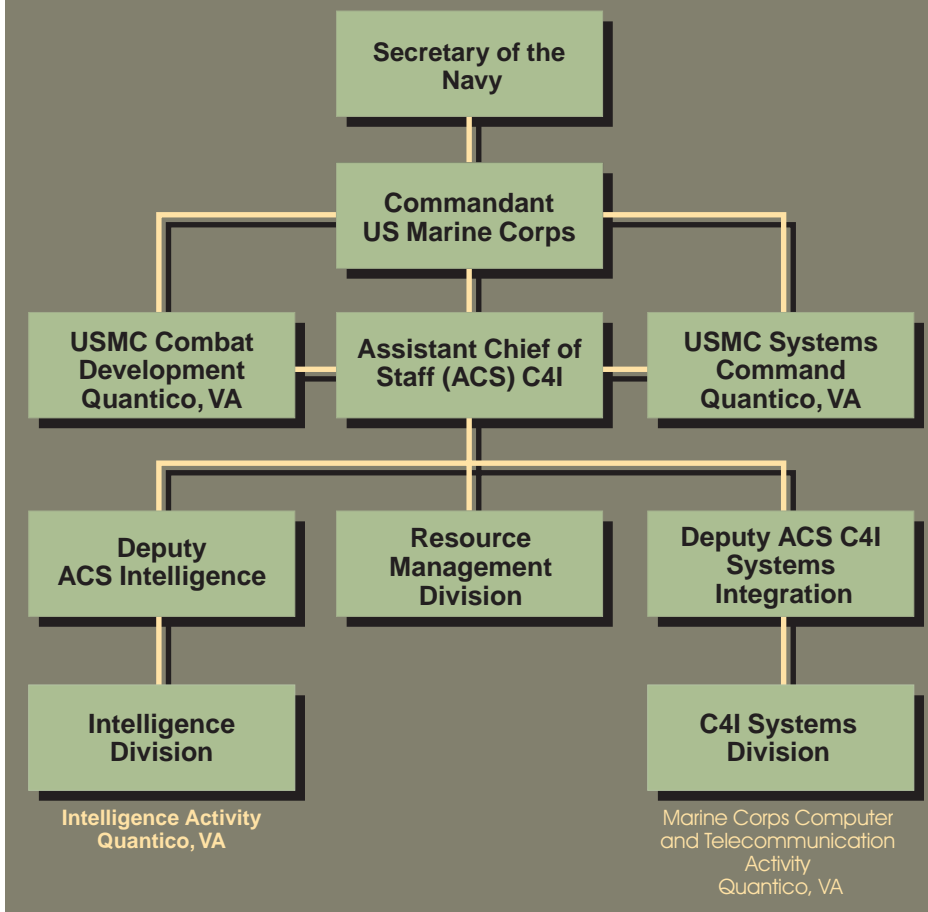 Secretary of the
Navy
Commandant
US Marine Corps
USMC Combat
Development
Quantico, VA
Assistant Chief of
Staff (ACS) C4I
USMC Systems
Command
Quantico, VA
Deputy
ACS Intelligence
Resource
Management
Division
Deputy ACS C4I
Systems
Integration
Intelligence
Division
C4I Systems
Division
Intelligence Activity
Quantico, VA
Marine Corps Computer
and Telecommunication
Activity
Quantico, VA